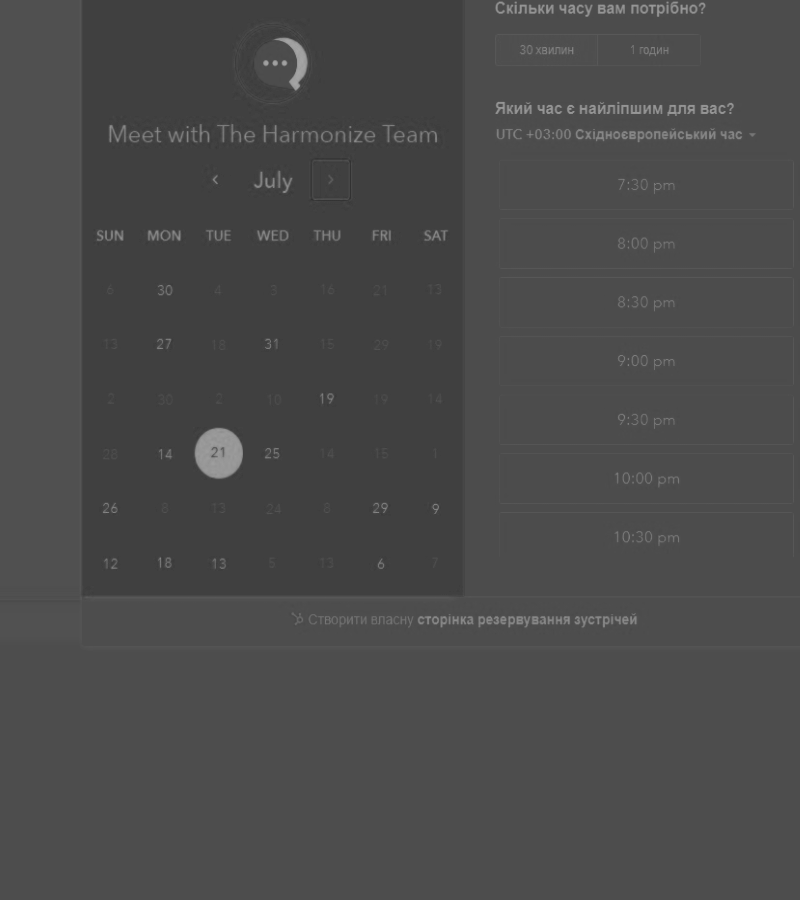 Meet with The Harmonize Team
July
SUN MON TUE WED THU FRI SAT
6 30 4 3 16 21 13
13 27 18 31 15 29 19
2 30 2 10 19 19 14
28 14 21 25 14 15 1
26 8 13 24 8 29 9
12 18 13 5 13 6 7
Скільки часу вам потрібно?
30 хвилин 1 годин
Який час є найліпшим для вас?
UTC +03:00 Східноєвропейський час
7:30 pm
8:00 pm
8:30 pm
9:00 pm
9:30 pm
10:00 pm
10:30 pm
Створити власну сторінка резервування зустрічей